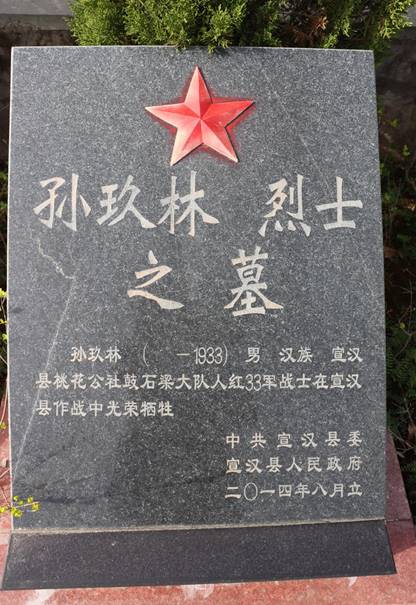 孙玖林 烈士
之 墓
孙玖林 ( －1933) 男 汉族 宣汉
县桃花公社鼓石梁大队人红33军战士在宣汉
县作战中光荣牺牲
中共宣汉县委
宣汉县人民政府
二〇一四年八月立